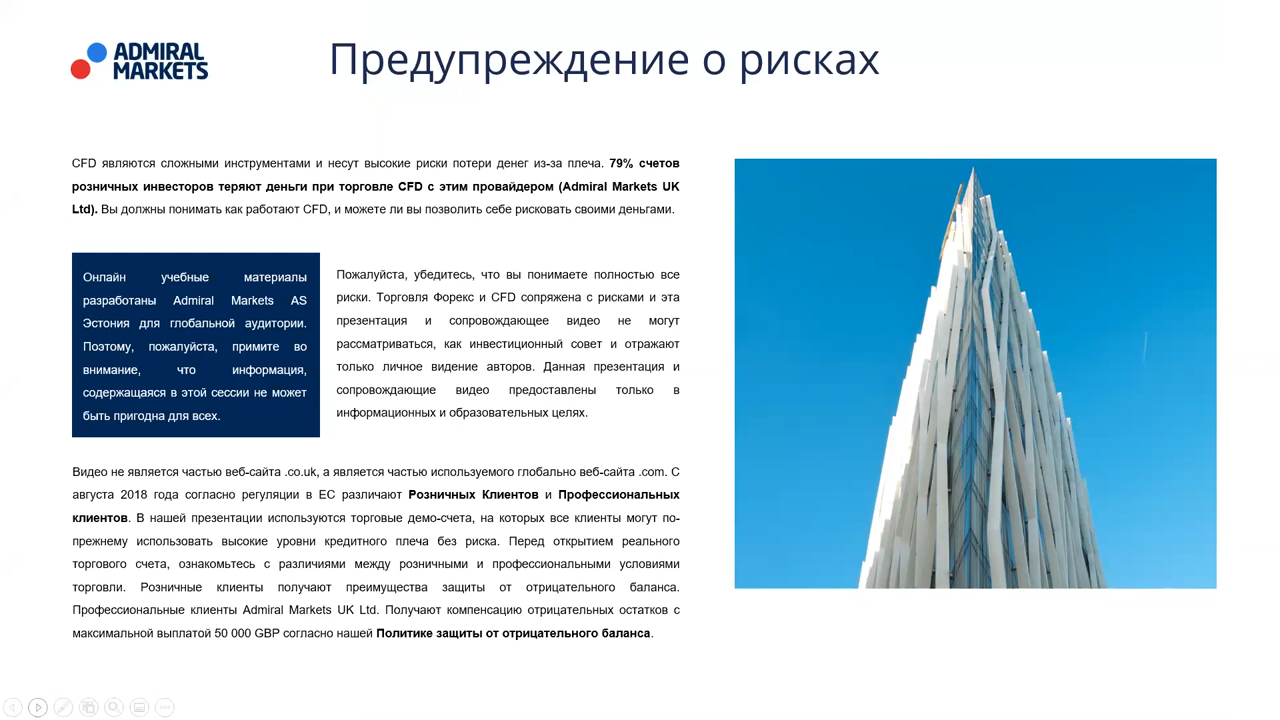 ADMIRAL
MARKETS
Предупреждение о рисках
CFD являются сложными инструментами и несут высокие риски потери денег из-за плеча. 79% счетов
розничных инвесторов теряют деньги при торговле CFD с этим провайдером (Admiral Markets UK
Ltd). Вы должны понимать как работают CFD, и можете ли вы позволить себе рисковать своими деньгами.
Онлайн учебные материалы
разработаны Admiral Markets AS
Эстония для глобальной аудитории.
Поэтому, пожалуйста, примите во
внимание, что информация,
содержащаяся в этой сессии не может
быть пригодна для всех.
Пожалуйста, убедитесь, что вы понимаете полностью все
риски. Торговля Форекс и CFD сопряжена с рисками и эта
презентация и сопровождающее видео не могут
рассматриваться, как инвестиционный совет и отражают
только личное видение авторов. Данная презентация и
сопровождающие видео предоставлены только в
информационных и образовательных целях.
Видео не является частью веб-сайта .co.uk, а является частью используемого глобально веб-сайта .com. С
августа 2018 года согласно регуляции в ЕС различают Розничных Клиентов и Профессиональных
клиентов. В нашей презентации используются торговые демо-счета, на которых все клиенты могут по-
прежнему использовать высокие уровни кредитного плеча без риска. Перед открытием реального
торгового счета, ознакомьтесь с различиями между розничными и профессиональными условиями
торговли. Розничные клиенты получают преимущества защиты от отрицательного баланса.
Профессиональные клиенты Admiral Markets UK Ltd. Получают компенсацию отрицательных остатков с
максимальной выплатой 50 000 GBP согласно нашей Политике защиты от отрицательного баланса.